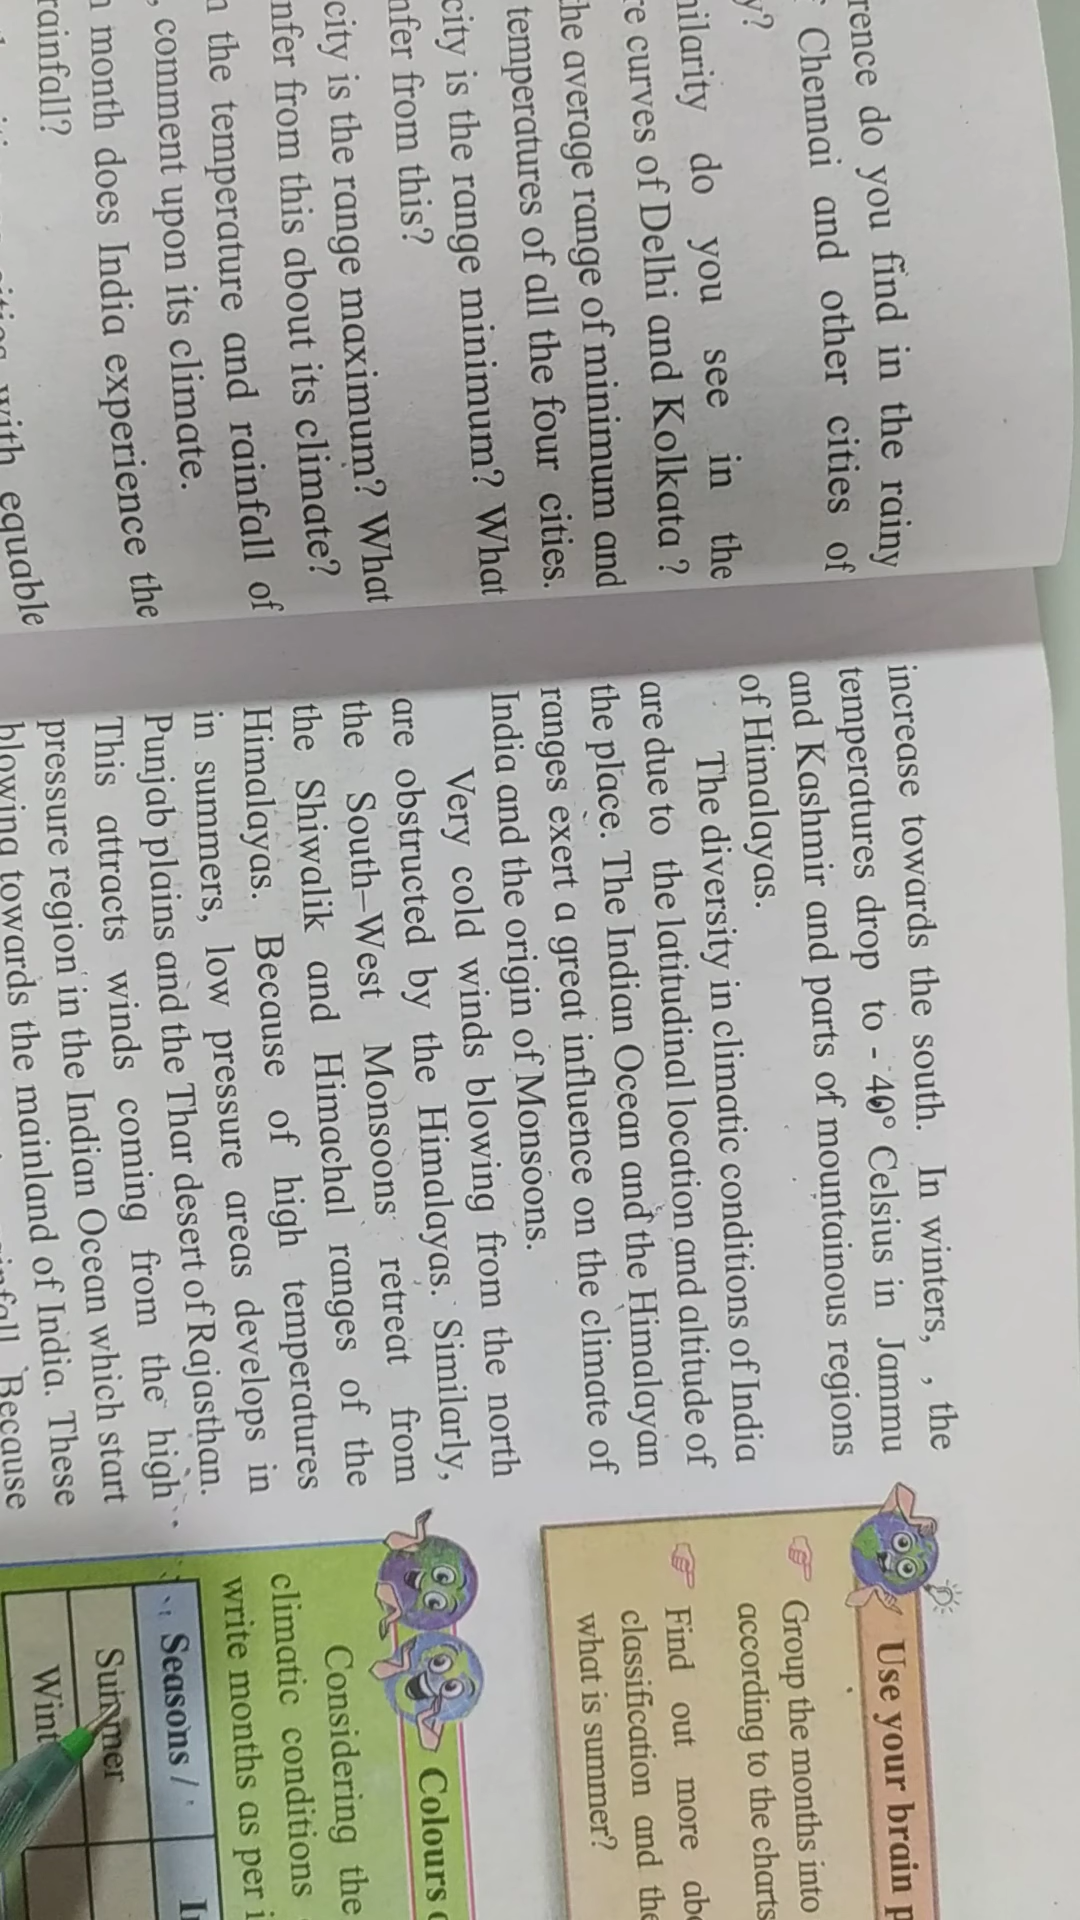 rence do you find in the rainy
Chennai and other cities of
y?
ilarity do you see in the
re curves of Delhi and Kolkata ?
he average range of minimum and
temperatures of all the four cities.
city is the range minimum? What
nfer from this?
city is the range maximum? What
nfer from this about its climate?
n the temperature and rainfall of
, comment upon its climate.
month does India experience the
rainfall?
with equable
increase towards the south. In winters, , the
temperatures drop to - 40° Celsius in Jammu
and Kashmir and parts of mountainous regions
of Himalayas.
The diversity in climatic conditions of India
are due to the latitudinal location and altitude of
the place. The Indian Ocean and the Himalayan
ranges exert a great influence on the climate of
India and the origin of Monsoons.
Very cold winds blowing from the north
are obstructed by the Himalayas. Similarly,
the South–West Monsoons retreat from
the Shiwalik and Himachal ranges of the
Himalayas. Because of high temperatures
in summers, low pressure areas develops in
Punjab plains and the Thar desert of Rajasthan.
This attracts winds coming from the high
pressure region in the Indian Ocean which start
blowing towards the mainland of India. These
Because
Use your brain p
Group the months into
according to the charts
Find out more ab
classification and the
what is summer?
Colours
Considering the
climatic conditions
write months as per i
Seasons /
Summer
Wint